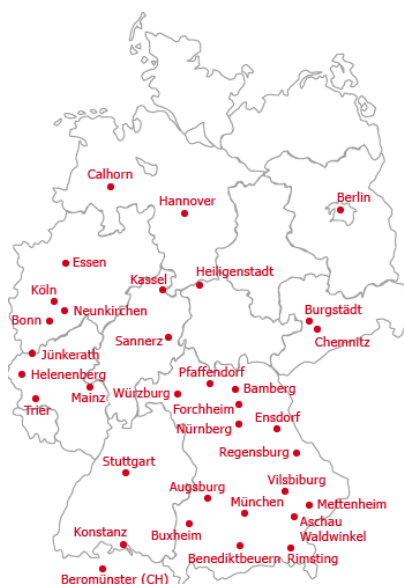 Calhorn
Hannover
Berlin
Essen
Kassel
Heiligenstadt
Köln
Neunkirchen
Bonn
Burgstädt
Chemnitz
Sannerz
Jünkerath
Helenenberg
Mainz
Trier
Pfaffendorf
Würzburg
Bamberg
Forchheim
Nürnberg
Ensdorf
Regensburg
Stuttgart
Augsburg
Vilsbiburg
München
Mettenheim
Aschau
Waldwinkel
Konstanz
Buxheim
Benediktbeuern
Rimsting
Beromünster (CH)